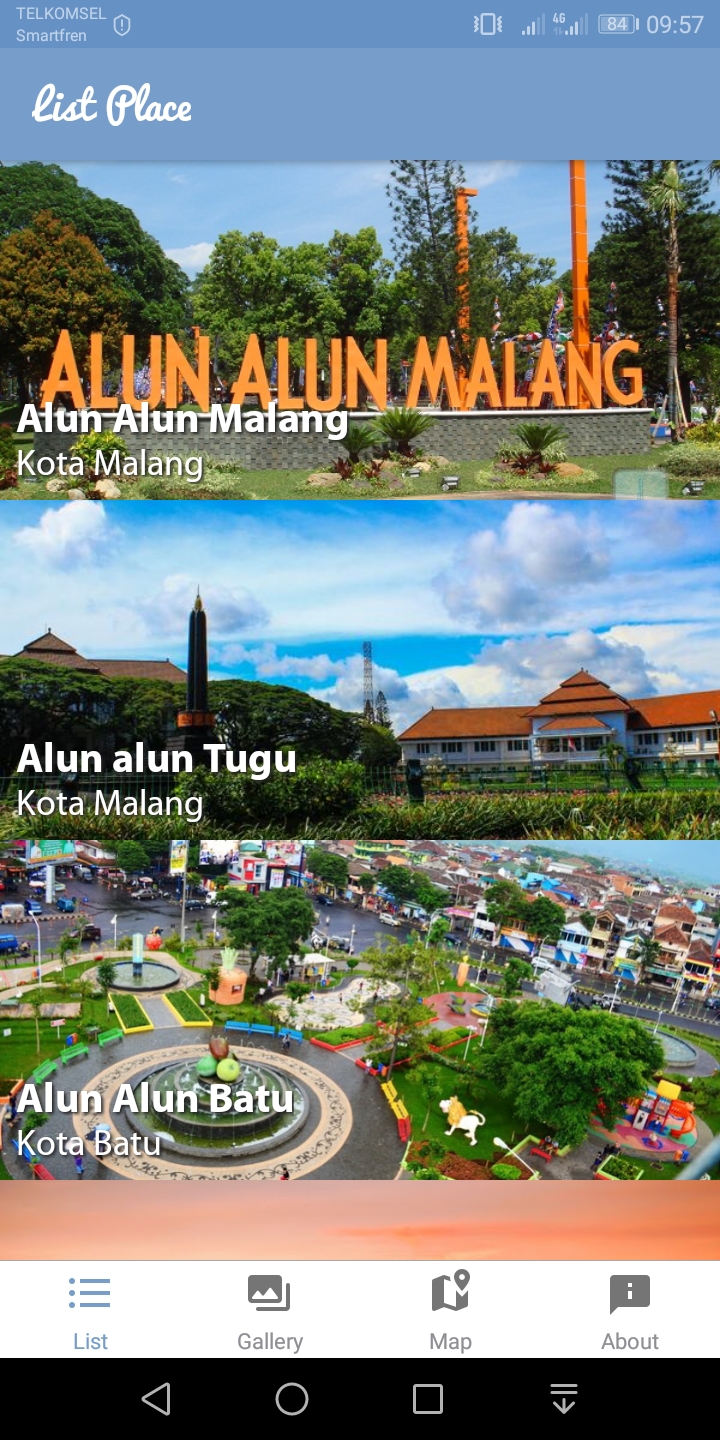 TELKOMSEL
Smartfren
4G
84
09:57
List Place
ALUN ALUN MALANG
Alun Alun Malang
Kota Malang
Alun alun Tugu
Kota Malang
Alun Alun Batu
Kota Batu
List
Gallery
Map
About